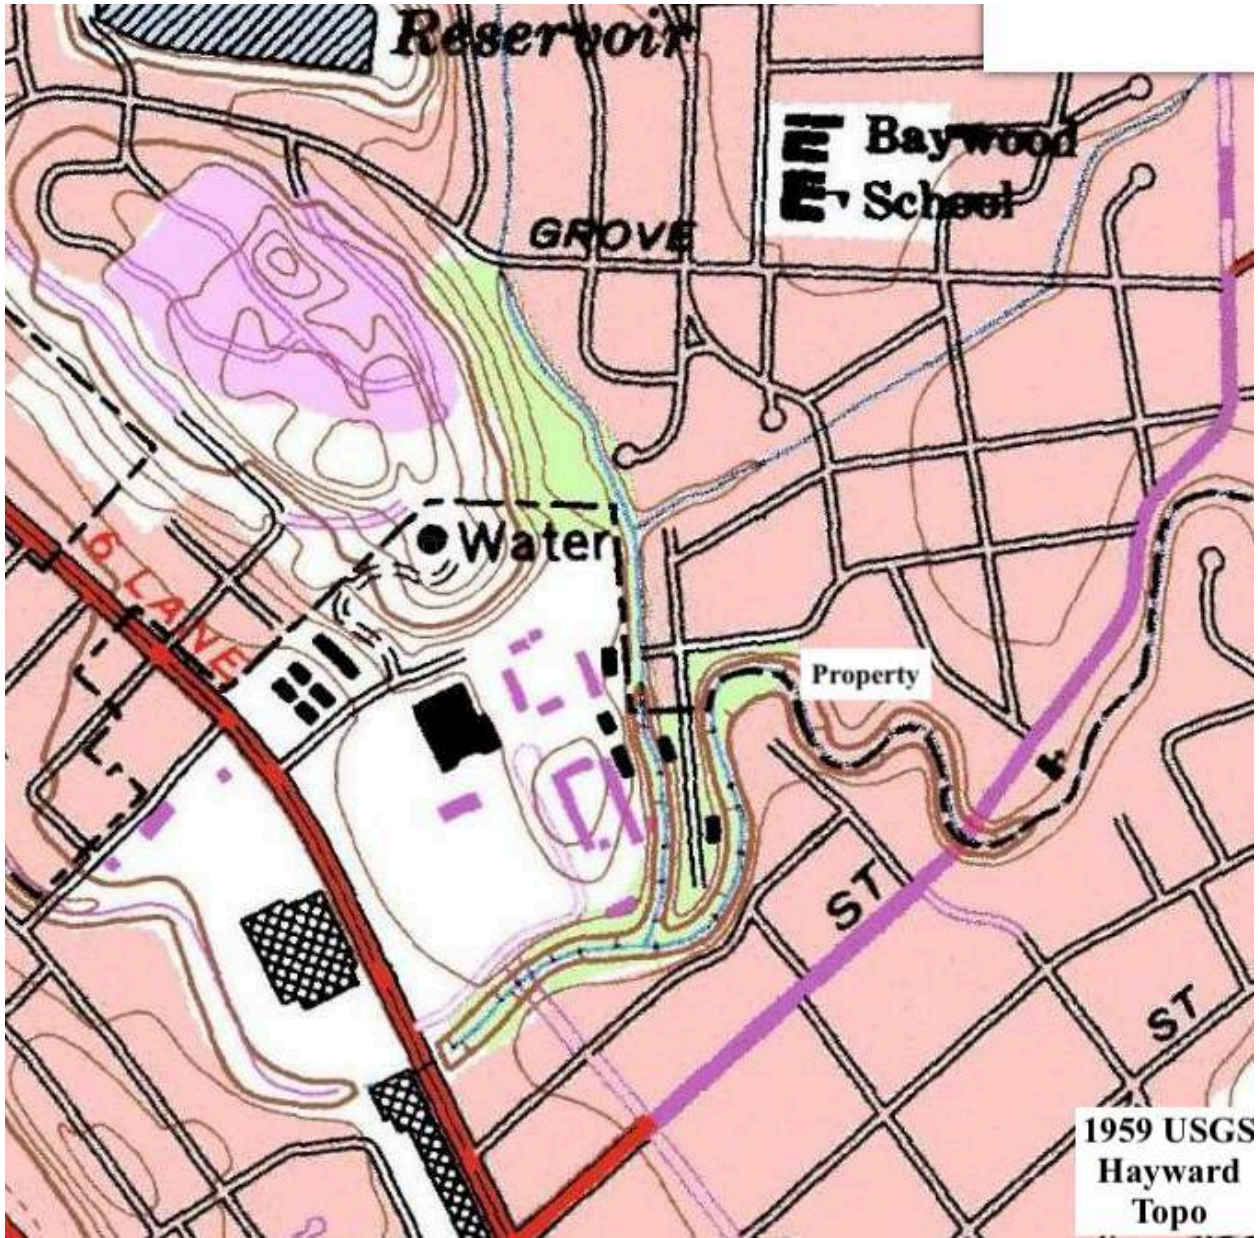 Reservoir
Baywood
School
GROVE
Water
6 LANE
Property
ST
ST
1959 USGS
Hayward
Topo